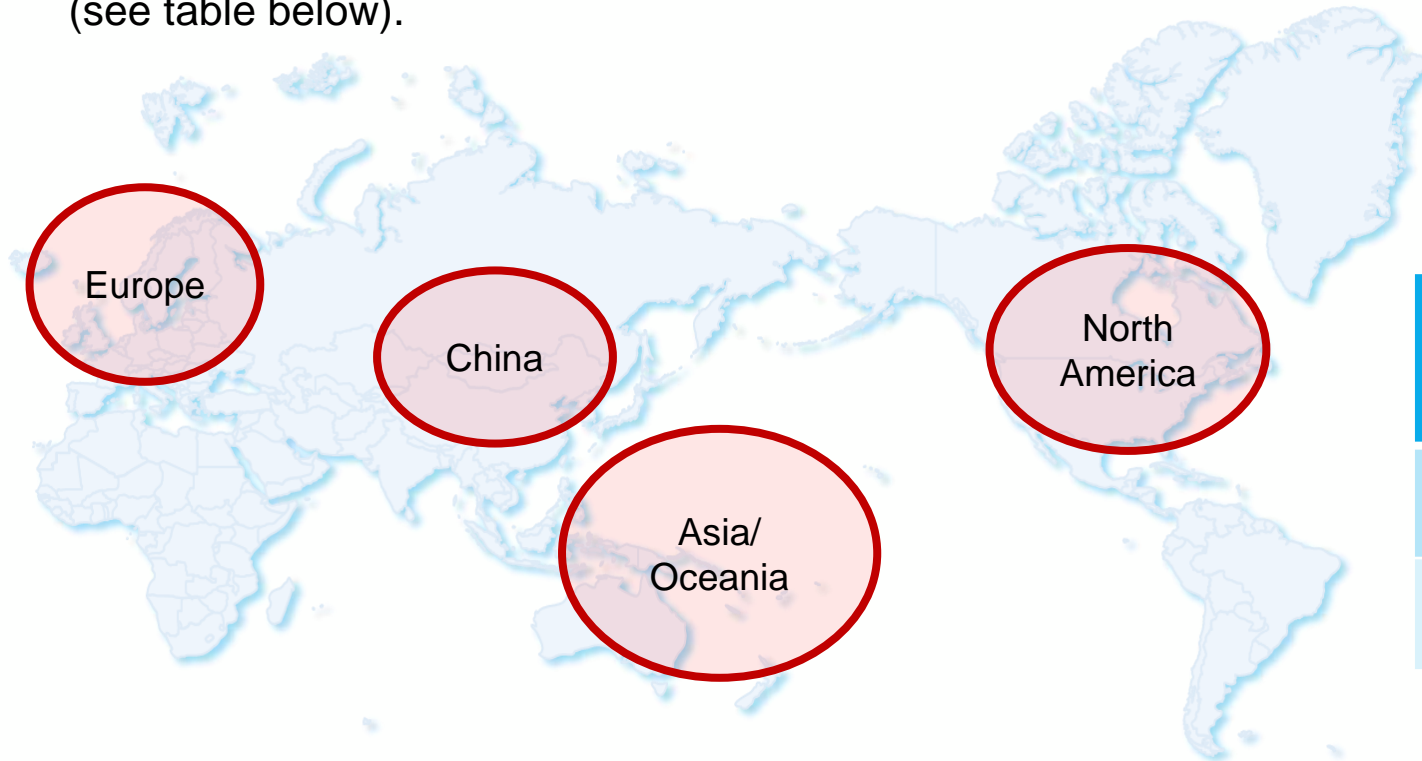 (see table below).
Europe
China
North
America
Asia/
Oceania